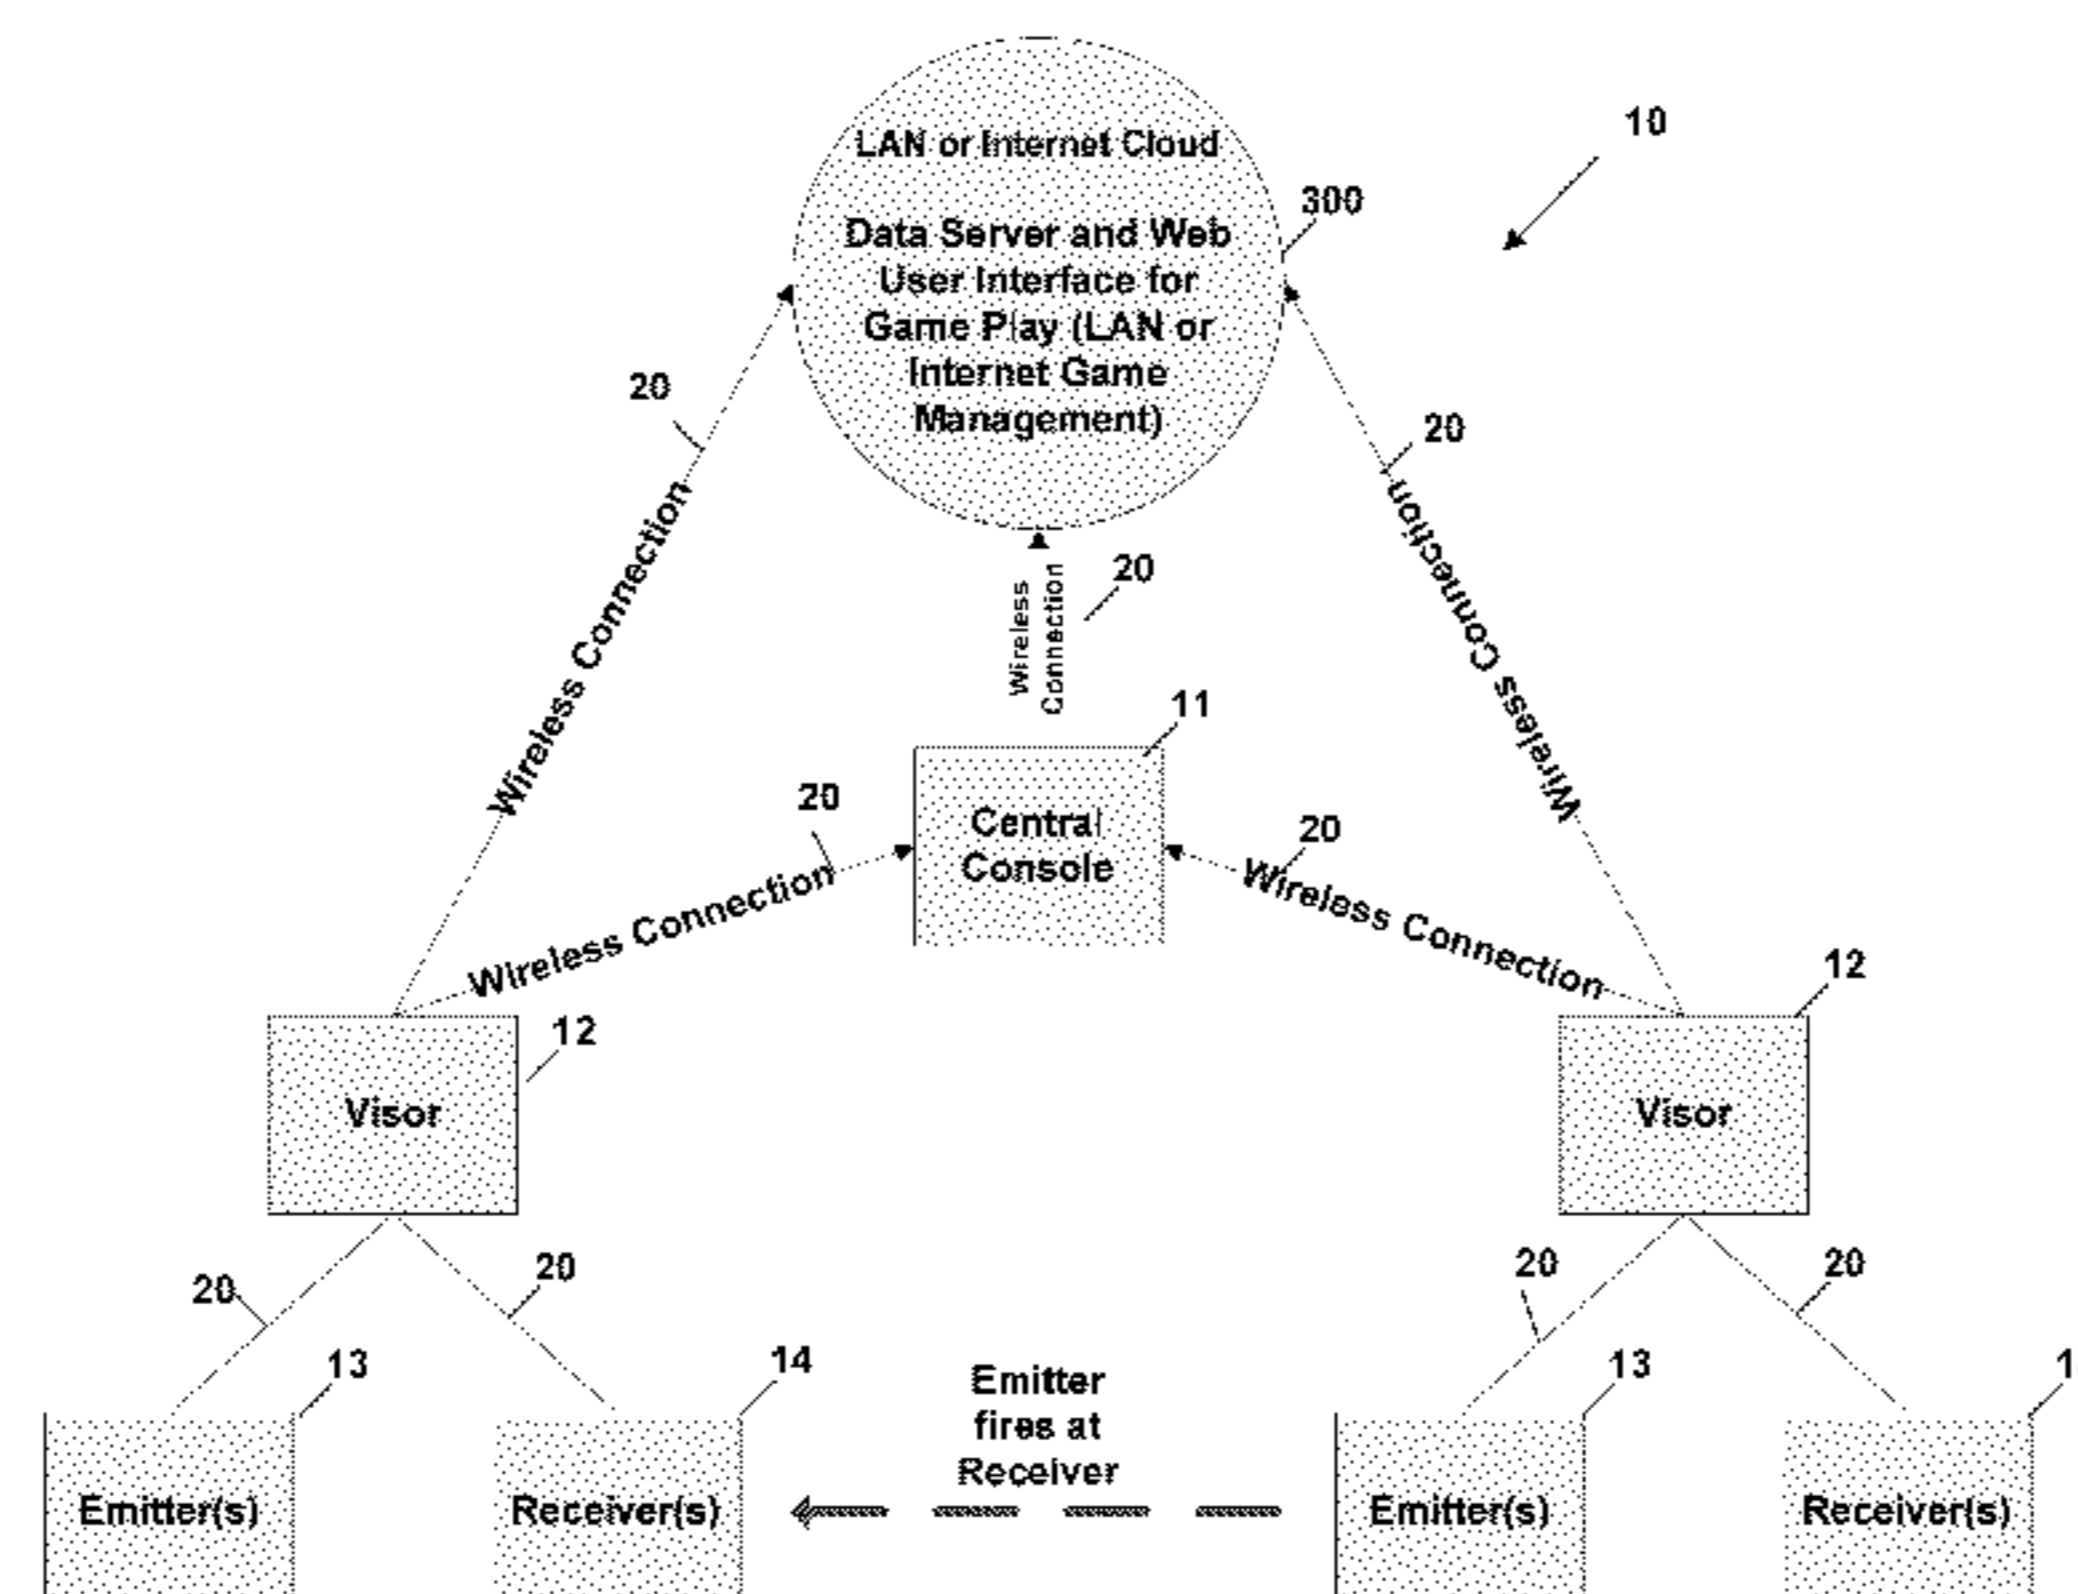 LAN or Internet Cloud
10
300
Data Server and Web
User Interface for
Game Play (LAN or
Internet Game
Management)
20
20
Wireless Connection
Wireless Connection
20
Wireless
Connection
11
20
Central
Console
20
Wireless Connection
Wireless Connection
12
12
Visor
Visor
20
20
20
20
13
14
Emitter
fires at
Receiver
13
Emitter(s)
Receiver(s)
Emitter(s)
Receiver(s)